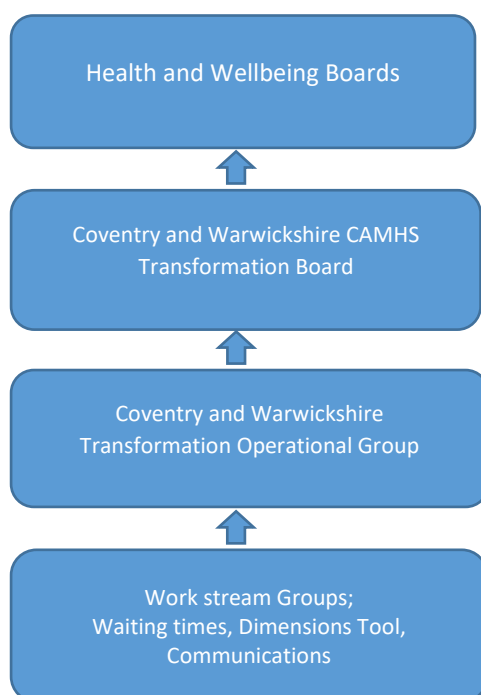 Health and Wellbeing Boards
Coventry and Warwickshire CAMHS
Transformation Board
Coventry and Warwickshire
Transformation Operational Group
Work stream Groups;
Waiting times, Dimensions Tool,
Communications